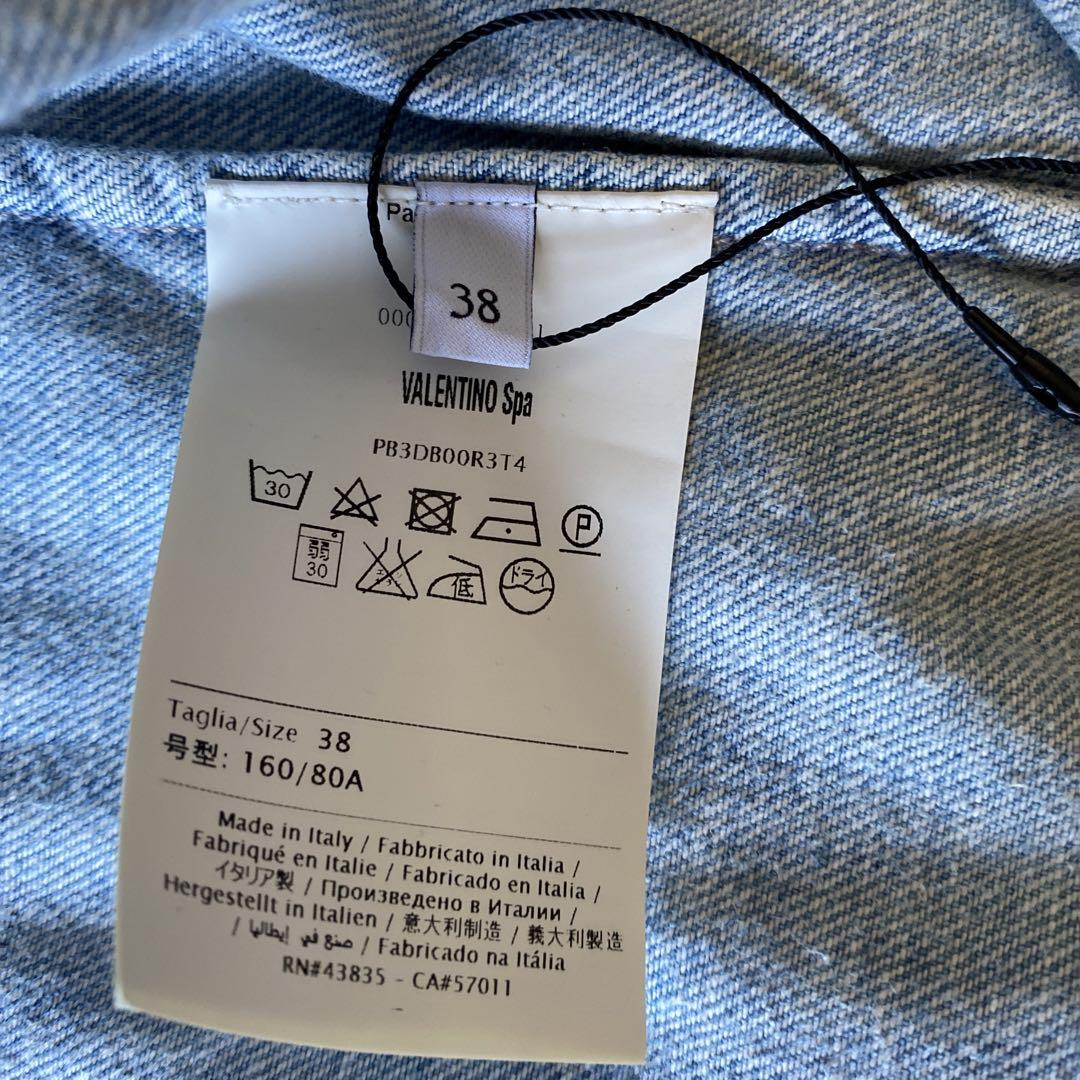 Pa
38
000
1
VALENTINO Spa
PB3DB00R3T4
30
P
弱
30
低
ドライ
Taglia/Size 38
号型: 160/80A
Made in Italy / Fabbricato in Italia /
Fabriqué en Italie / Fabricado en Italia /
イタリア製 / Произведено в Италии /
Hergestellt in Italien / 意大利制造 / 義大利製造
/ صنع في إيطاليا / Fabricado na Itália
RN#43835 - CA#57011